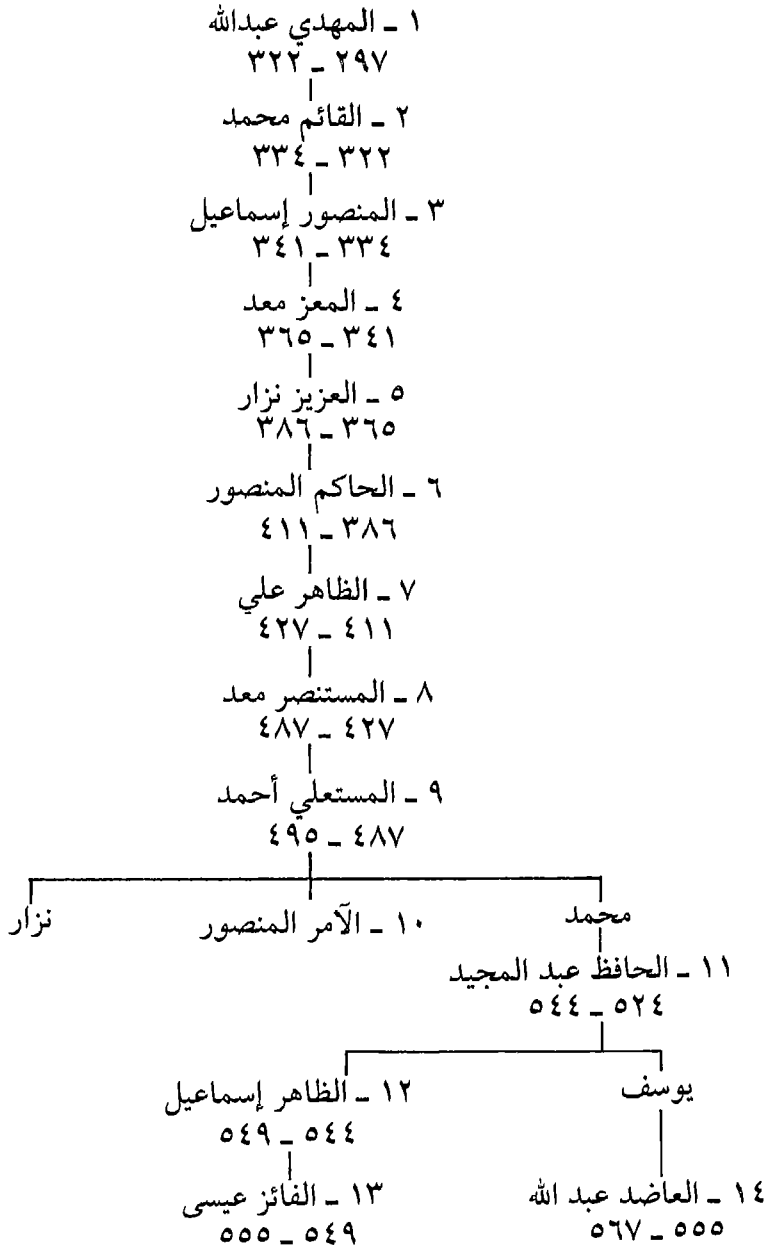 ١ ـ المهدي عبدالله
٢٩٧ ـ ٣٢٢
٢ ـ القائم محمد
٣٢٢ ـ ٣٣٤
٣ ـ المنصور إسماعيل
٣٣٤ ـ ٣٤١
٤ ـ المعز معد
٣٤١ ـ ٣٦٥
٥ ـ العزيز نزار
٣٦٥ ـ ٣٨٦
٦ ـ الحاكم المنصور
٣٨٦ ـ ٤١١
٧ ـ الظاهر علي
٤١١ ـ ٤٢٧
٨ ـ المستنصر معد
٤٢٧ ـ ٤٨٧
٩ ـ المستعلي أحمد
٤٨٧ ـ ٤٩٥
محمد
١٠ ـ الآمر المنصور
نزار
١١ ـ الحافظ عبد المجيد
٥٢٤ ـ ٥٤٤
يوسف
١٢ ـ الظاهر إسماعيل
٥٤٤ ـ ٥٤٩
١٤ ـ العاضد عبد الله
٥٥٥ ـ ٥٦٧
١٣ ـ الفائز عيسى
٥٤٩ ـ ٥٥٥